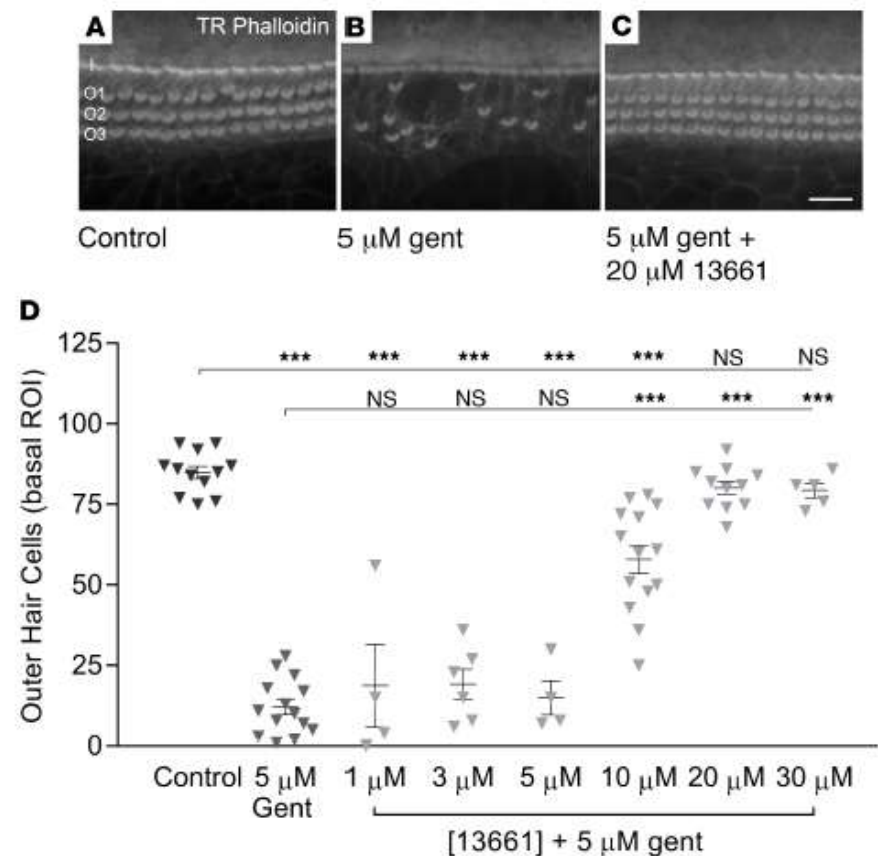 A
TR Phalloidin
B
C
I
O1
O2
O3
Control
5 μM gent
5 μM gent +
20 μM 13661
D
125
100
75
50
25
0
Outer Hair Cells (basal ROI)
*** *** *** *** *** NS NS
NS NS NS *** *** ***
Control 5 μM 1 μM 3 μM 5 μM 10 μM 20 μM 30 μM
Gent
[13661] + 5 μM gent